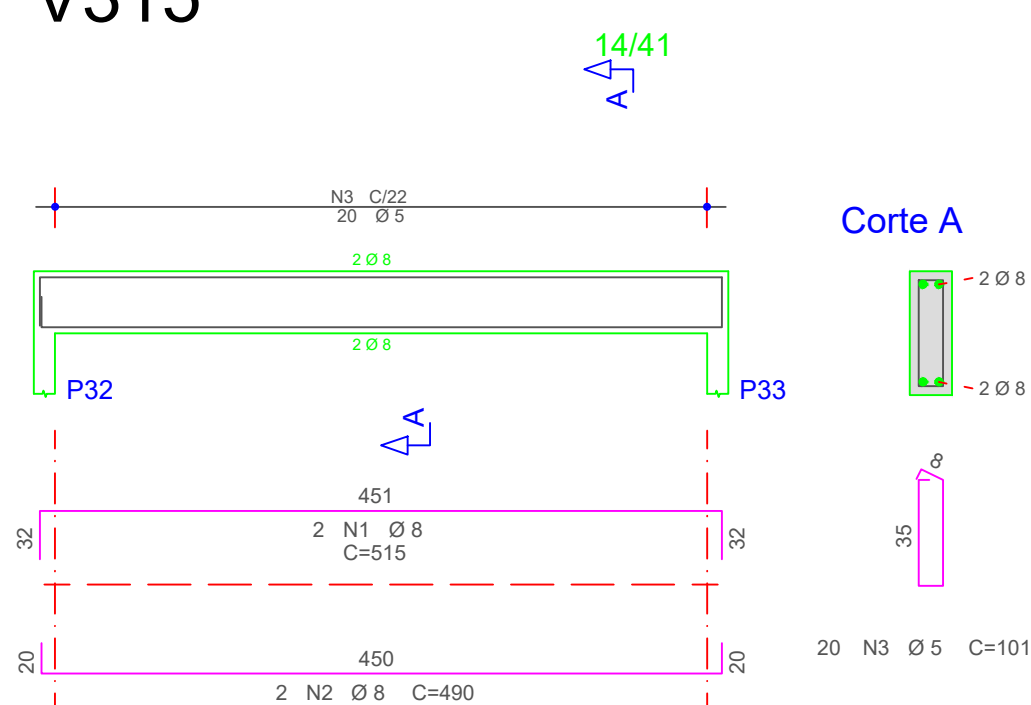 V315
14/41
A
N3 C/22
20 Ø 5
Corte A
2 Ø 8
2 Ø 8
2 Ø 8
P32
P33
2 Ø 8
A
451
32
2 N1 Ø 8
C=515
32
8
35
20
450
20
2 N2 Ø 8 C=490
20 N3 Ø 5 C=101